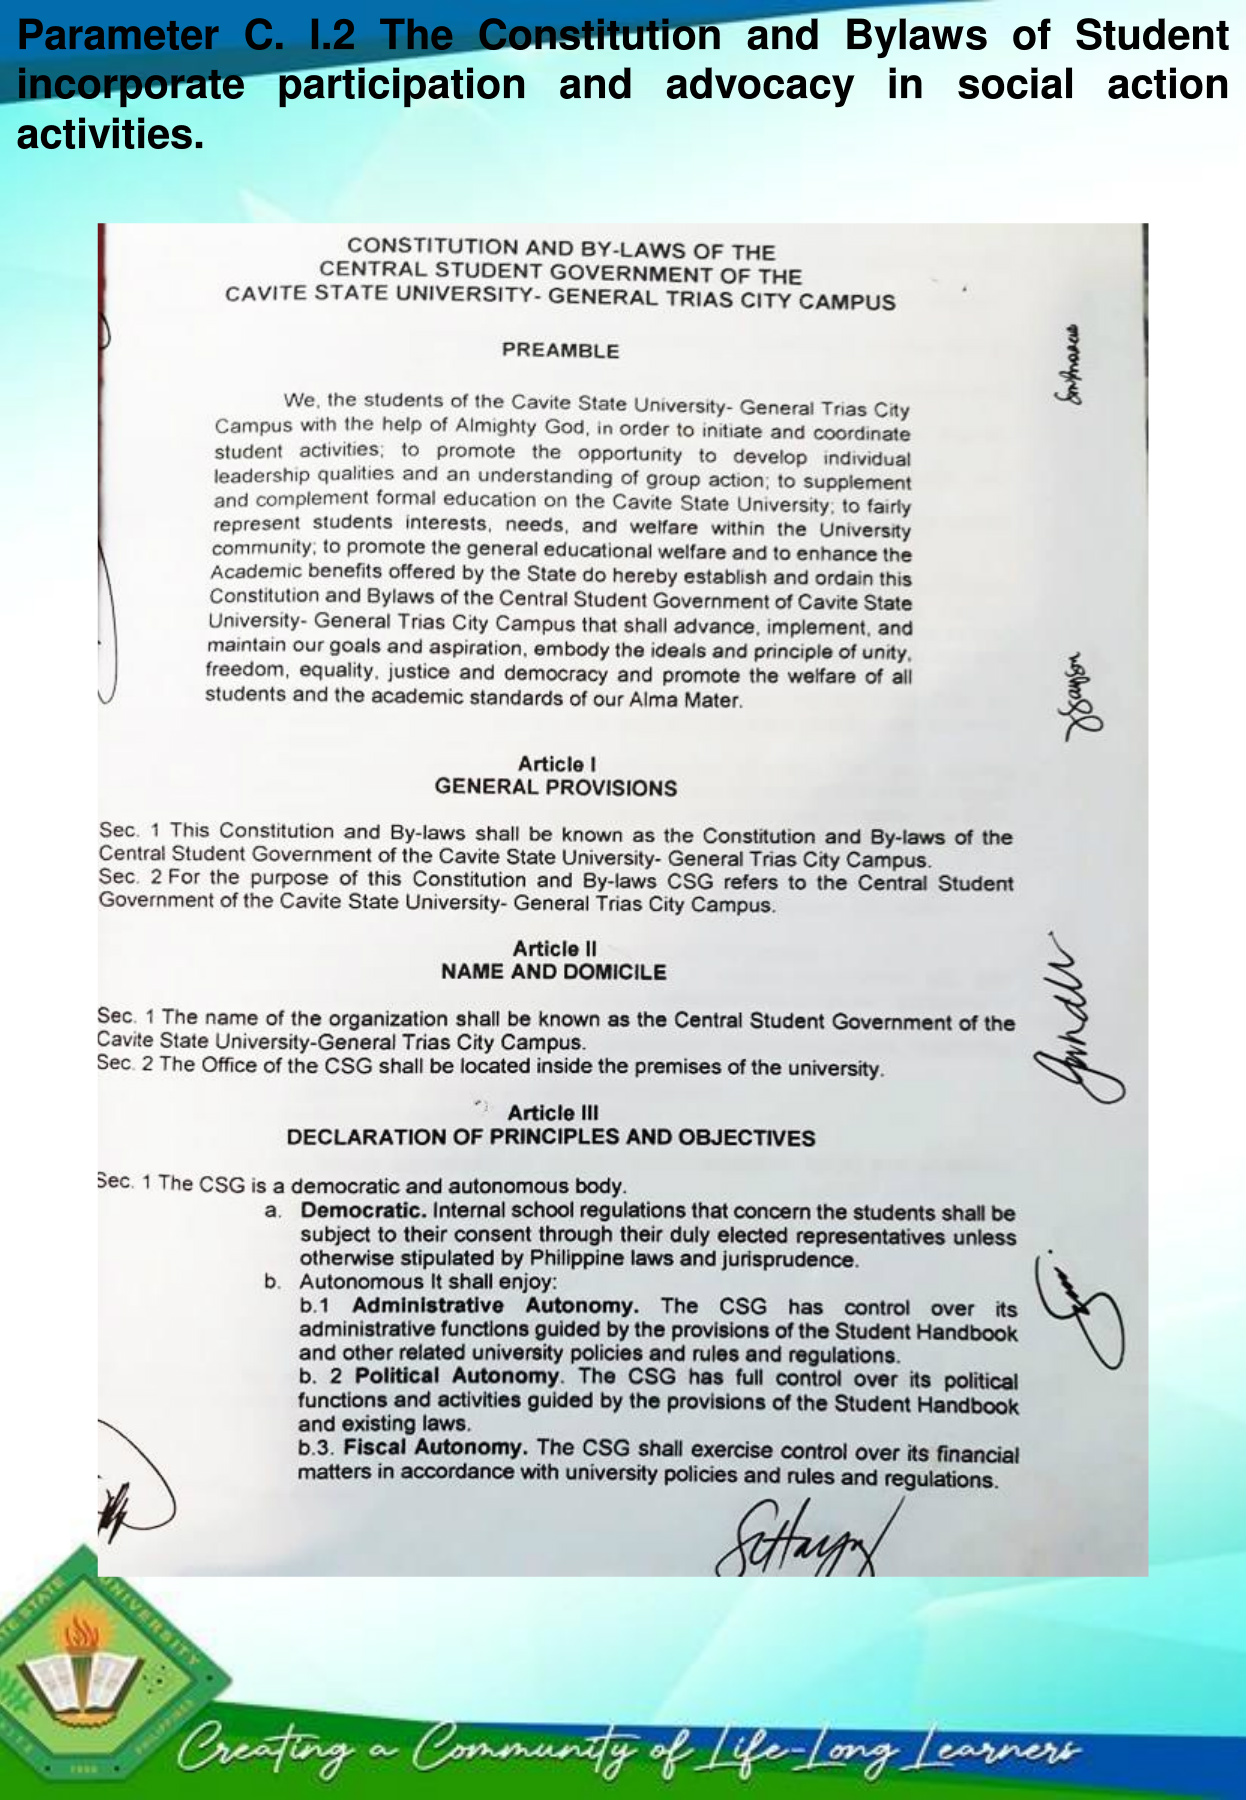 Parameter C. I.2 The Constitution and Bylaws of Student
incorporate participation and advocacy in social action
activities.
CONSTITUTION AND BY-LAWS OF THE
CENTRAL STUDENT GOVERNMENT OF THE
CAVITE STATE UNIVERSITY- GENERAL TRIAS CITY CAMPUS
PREAMBLE
We, the students of the Cavite State University- General Trias City
Campus with the help of Almighty God, in order to initiate and coordinate
student activities; to promote the opportunity to develop individual
leadership qualities and an understanding of group action; to supplement
and complement formal education on the Cavite State University; to fairly
represent students interests, needs, and welfare within the University
community; to promote the general educational welfare and to enhance the
Academic benefits offered by the State do hereby establish and ordain this
Constitution and Bylaws of the Central Student Government of Cavite State
University- General Trias City Campus that shall advance, implement, and
maintain our goals and aspiration, embody the ideals and principle of unity,
freedom, equality, justice and democracy and promote the welfare of all
students and the academic standards of our Alma Mater.
Article I
GENERAL PROVISIONS
Sec. 1 This Constitution and By-laws shall be known as the Constitution and By-laws of the
Central Student Government of the Cavite State University- General Trias City Campus.
Sec. 2 For the purpose of this Constitution and By-laws CSG refers to the Central Student
Government of the Cavite State University- General Trias City Campus.
Article II
NAME AND DOMICILE
Sec. 1 The name of the organization shall be known as the Central Student Government of the
Cavite State University-General Trias City Campus.
Sec. 2 The Office of the CSG shall be located inside the premises of the university.
Article III
DECLARATION OF PRINCIPLES AND OBJECTIVES
Sec. 1 The CSG is a democratic and autonomous body.
a. Democratic. Internal school regulations that concern the students shall be
subject to their consent through their duly elected representatives unless
otherwise stipulated by Philippine laws and jurisprudence.
b. Autonomous It shall enjoy:
b.1 Administrative Autonomy. The CSG has control over its
administrative functions guided by the provisions of the Student Handbook
and other related university policies and rules and regulations.
b. 2 Political Autonomy. The CSG has full control over its political
functions and activities guided by the provisions of the Student Handbook
and existing laws.
b.3. Fiscal Autonomy. The CSG shall exercise control over its financial
matters in accordance with university policies and rules and regulations.
STATE UNIVERSITY
PHILIPPINES
1906
Creating a Community of Life-Long Learners